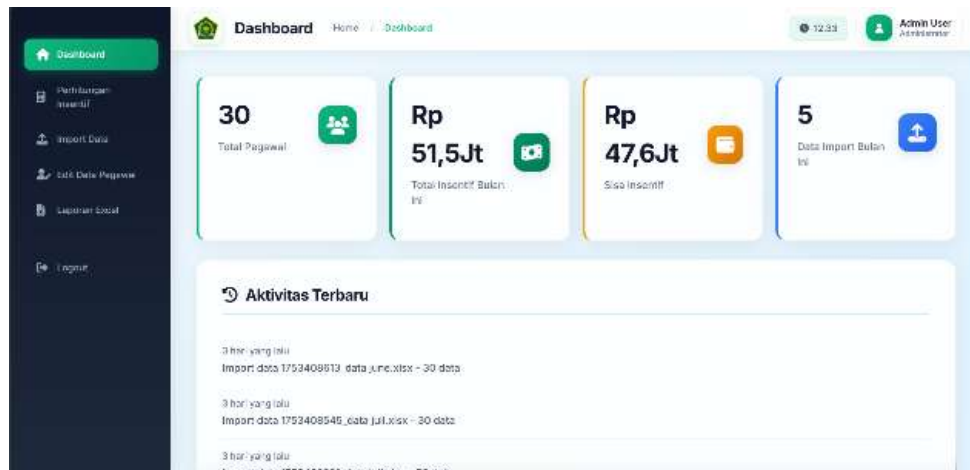 Dashboard
Home / Dashboard
12.33
Admin User
Administrator
Dashboard
Perhitungan
Insentif
Import Data
Edit Data Pegawai
Laporan Excel
Logout
30
Total Pegawai
Rp
51,5Jt
Total Insentif Bulan
Ini
Rp
47,6Jt
Sisa Insentif
5
Data Import Bulan
Ini
Aktivitas Terbaru
3 hari yang lalu
Import data 1753408613_data june.xlsx - 30 data
3 hari yang lalu
Import data 1753408545_data juli.xlsx - 30 data
3 hari yang lalu